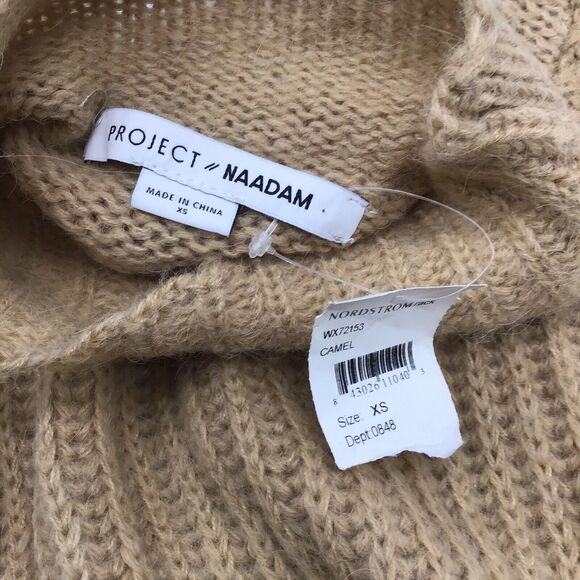 PROJECT // NAADAM
MADE IN CHINA
XS
NORDSTROM rack
WX72153
CAMEL
8 43026 11040 3
Size XS
Dept:0848